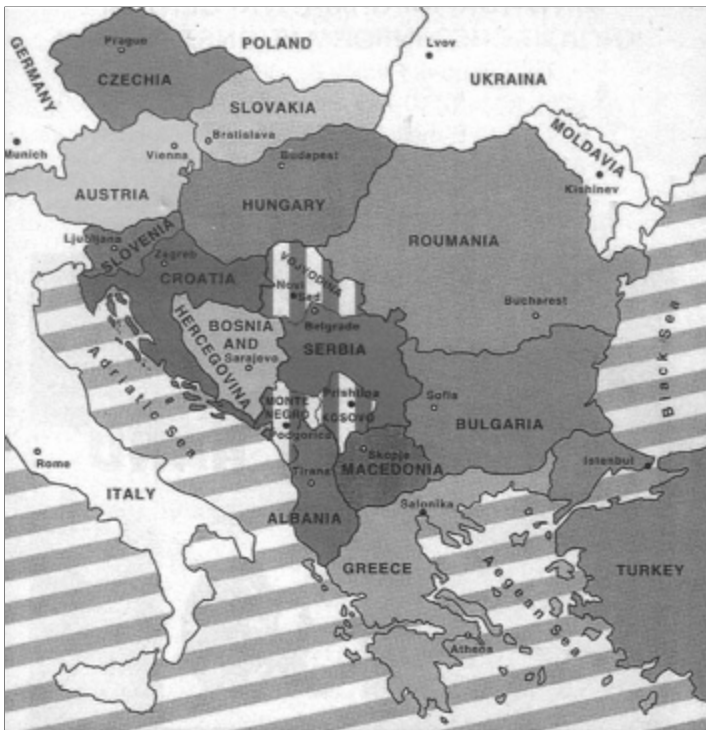 GERMANY
Prague
CZECHIA
POLAND
Lvov
UKRAINA
SLOVAKIA
Bratislava
MOLDAVIA
Kishinev
Munich
Vienna
Budapest
AUSTRIA
HUNGARY
ROUMANIA
Ljubljana
SLOVENIA
Zagreb
CROATIA
VOJVODINA
Novi
Sad
Bucharest
Belgrade
BOSNIA
AND
HERCEGOVINA
Sarajevo
SERBIA
Black Sea
Adriatic Sea
MONTE
NEGRO
Podgorica
Prishtina
KOSOVO
Sofia
BULGARIA
Rome
Skopje
MACEDONIA
Istanbul
Tirana
ITALY
ALBANIA
Salonika
GREECE
TURKEY
Aegean Sea
Athens